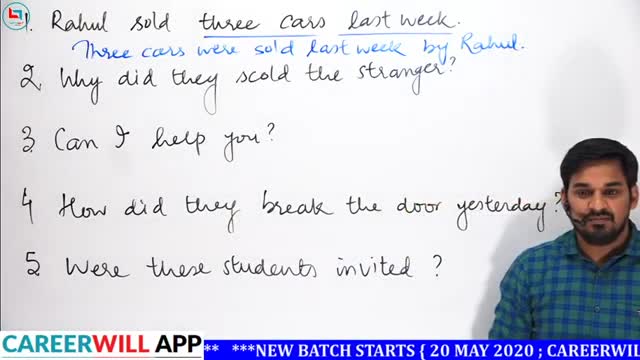 1. Rahul sold three cars last week.
Three cars were sold last week by Rahul.
2. Why did they scold the stranger?
3. Can I help you?
4 How did they break the door yesterday?
5. Were these students invited ?
CAREERWILL APP ** ***NEW BATCH STARTS { 20 MAY 2020 ; CAREERWIL